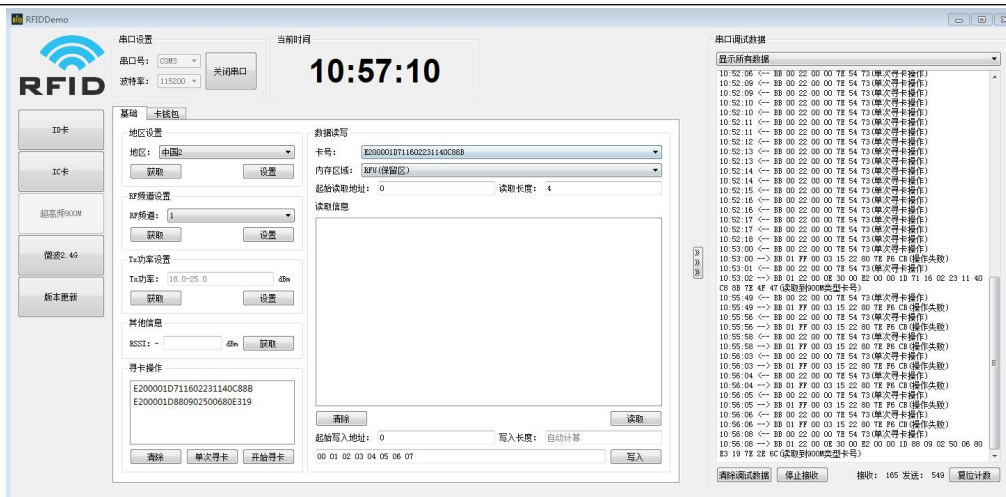 RFIDDemo
串口设置
当前时间
串口调试数据
RFID
串口号: COM3
波特率: 115200
关闭串口
10:57:10
显示所有数据
ID卡
IC卡
超高频900M
微波2.4G
版本更新
基础 卡钱包
地区设置
地区: 中国2
获取 设置
RF频道设置
RF频道: 1
获取 设置
Tx功率设置
Tx功率: 18.0-25.0 dBm
获取 设置
其他信息
RSSI: - dBm 获取
寻卡操作
E200001D711602231140C88B
E200001D880902500680E319
清除 单次寻卡 开始寻卡
数据读写
卡号: E200001D711602231140C88B
内存区域: RFU(保留区)
起始读取地址: 0 读取长度: 4
读取信息
清除 读取
起始写入地址: 0 写入长度: 自动计算
00 01 02 03 04 05 06 07 写入
10:52:06 <-- BB 00 22 00 00 7E 54 73(单次寻卡操作)
10:52:09 <-- BB 00 22 00 00 7E 54 73(单次寻卡操作)
10:52:09 <-- BB 00 22 00 00 7E 54 73(单次寻卡操作)
10:52:10 <-- BB 00 22 00 00 7E 54 73(单次寻卡操作)
10:52:10 <-- BB 00 22 00 00 7E 54 73(单次寻卡操作)
10:52:11 <-- BB 00 22 00 00 7E 54 73(单次寻卡操作)
10:52:11 <-- BB 00 22 00 00 7E 54 73(单次寻卡操作)
10:52:12 <-- BB 00 22 00 00 7E 54 73(单次寻卡操作)
10:52:13 <-- BB 00 22 00 00 7E 54 73(单次寻卡操作)
10:52:13 <-- BB 00 22 00 00 7E 54 73(单次寻卡操作)
10:52:14 <-- BB 00 22 00 00 7E 54 73(单次寻卡操作)
10:52:14 <-- BB 00 22 00 00 7E 54 73(单次寻卡操作)
10:52:15 <-- BB 00 22 00 00 7E 54 73(单次寻卡操作)
10:52:16 <-- BB 00 22 00 00 7E 54 73(单次寻卡操作)
10:52:16 <-- BB 00 22 00 00 7E 54 73(单次寻卡操作)
10:52:17 <-- BB 00 22 00 00 7E 54 73(单次寻卡操作)
10:52:17 <-- BB 00 22 00 00 7E 54 73(单次寻卡操作)
10:52:18 <-- BB 00 22 00 00 7E 54 73(单次寻卡操作)
10:53:00 <-- BB 00 22 00 00 7E 54 73(单次寻卡操作)
10:53:00 --> BB 01 FF 00 03 15 22 80 7E F6 CB(操作失败)
10:53:01 <-- BB 00 22 00 00 7E 54 73(单次寻卡操作)
10:53:02 --> BB 01 22 00 0E 30 00 E2 00 00 1D 71 16 02 23 11 40
C8 8B 7E 4F 47(读取到900M类型卡号)
10:55:49 <-- BB 00 22 00 00 7E 54 73(单次寻卡操作)
10:55:49 --> BB 01 FF 00 03 15 22 80 7E F6 CB(操作失败)
10:55:56 <-- BB 00 22 00 00 7E 54 73(单次寻卡操作)
10:55:56 --> BB 01 FF 00 03 15 22 80 7E F6 CB(操作失败)
10:55:58 <-- BB 00 22 00 00 7E 54 73(单次寻卡操作)
10:55:58 --> BB 01 FF 00 03 15 22 80 7E F6 CB(操作失败)
10:56:03 <-- BB 00 22 00 00 7E 54 73(单次寻卡操作)
10:56:03 --> BB 01 FF 00 03 15 22 80 7E F6 CB(操作失败)
10:56:04 <-- BB 00 22 00 00 7E 54 73(单次寻卡操作)
10:56:04 --> BB 01 FF 00 03 15 22 80 7E F6 CB(操作失败)
10:56:05 <-- BB 00 22 00 00 7E 54 73(单次寻卡操作)
10:56:05 --> BB 01 FF 00 03 15 22 80 7E F6 CB(操作失败)
10:56:06 <-- BB 00 22 00 00 7E 54 73(单次寻卡操作)
10:56:06 --> BB 01 FF 00 03 15 22 80 7E F6 CB(操作失败)
10:56:08 <-- BB 00 22 00 00 7E 54 73(单次寻卡操作)
10:56:08 --> BB 01 22 00 0E 30 00 E2 00 00 1D 88 09 02 50 06 80
E3 19 7E 2E 6C(读取到900M类型卡号)
清除调试数据 停止接收 接收: 165 发送: 549 复位计数